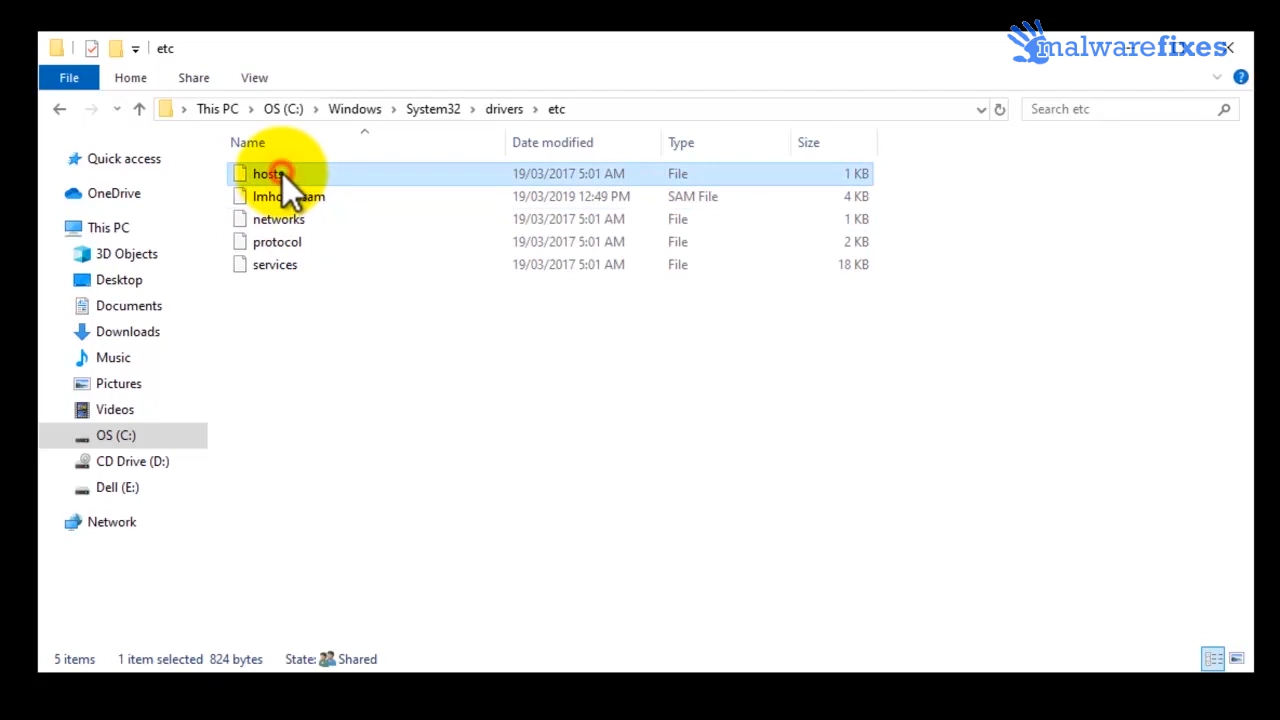 etc
malwarefixes
File Home Share View
This PC OS (C:) Windows System32 drivers etc
Search etc
Name Date modified Type Size
hosts 19/03/2017 5:01 AM File 1 KB
19/03/2019 12:49 PM SAM File 4 KB
networks 19/03/2017 5:01 AM File 1 KB
protocol 19/03/2017 5:01 AM File 2 KB
services 19/03/2017 5:01 AM File 18 KB
Quick access
OneDrive
This PC
3D Objects
Desktop
Documents
Downloads
Music
Pictures
Videos
OS (C:)
CD Drive (D:)
Dell (E:)
Network
5 items 1 item selected 824 bytes State: Shared